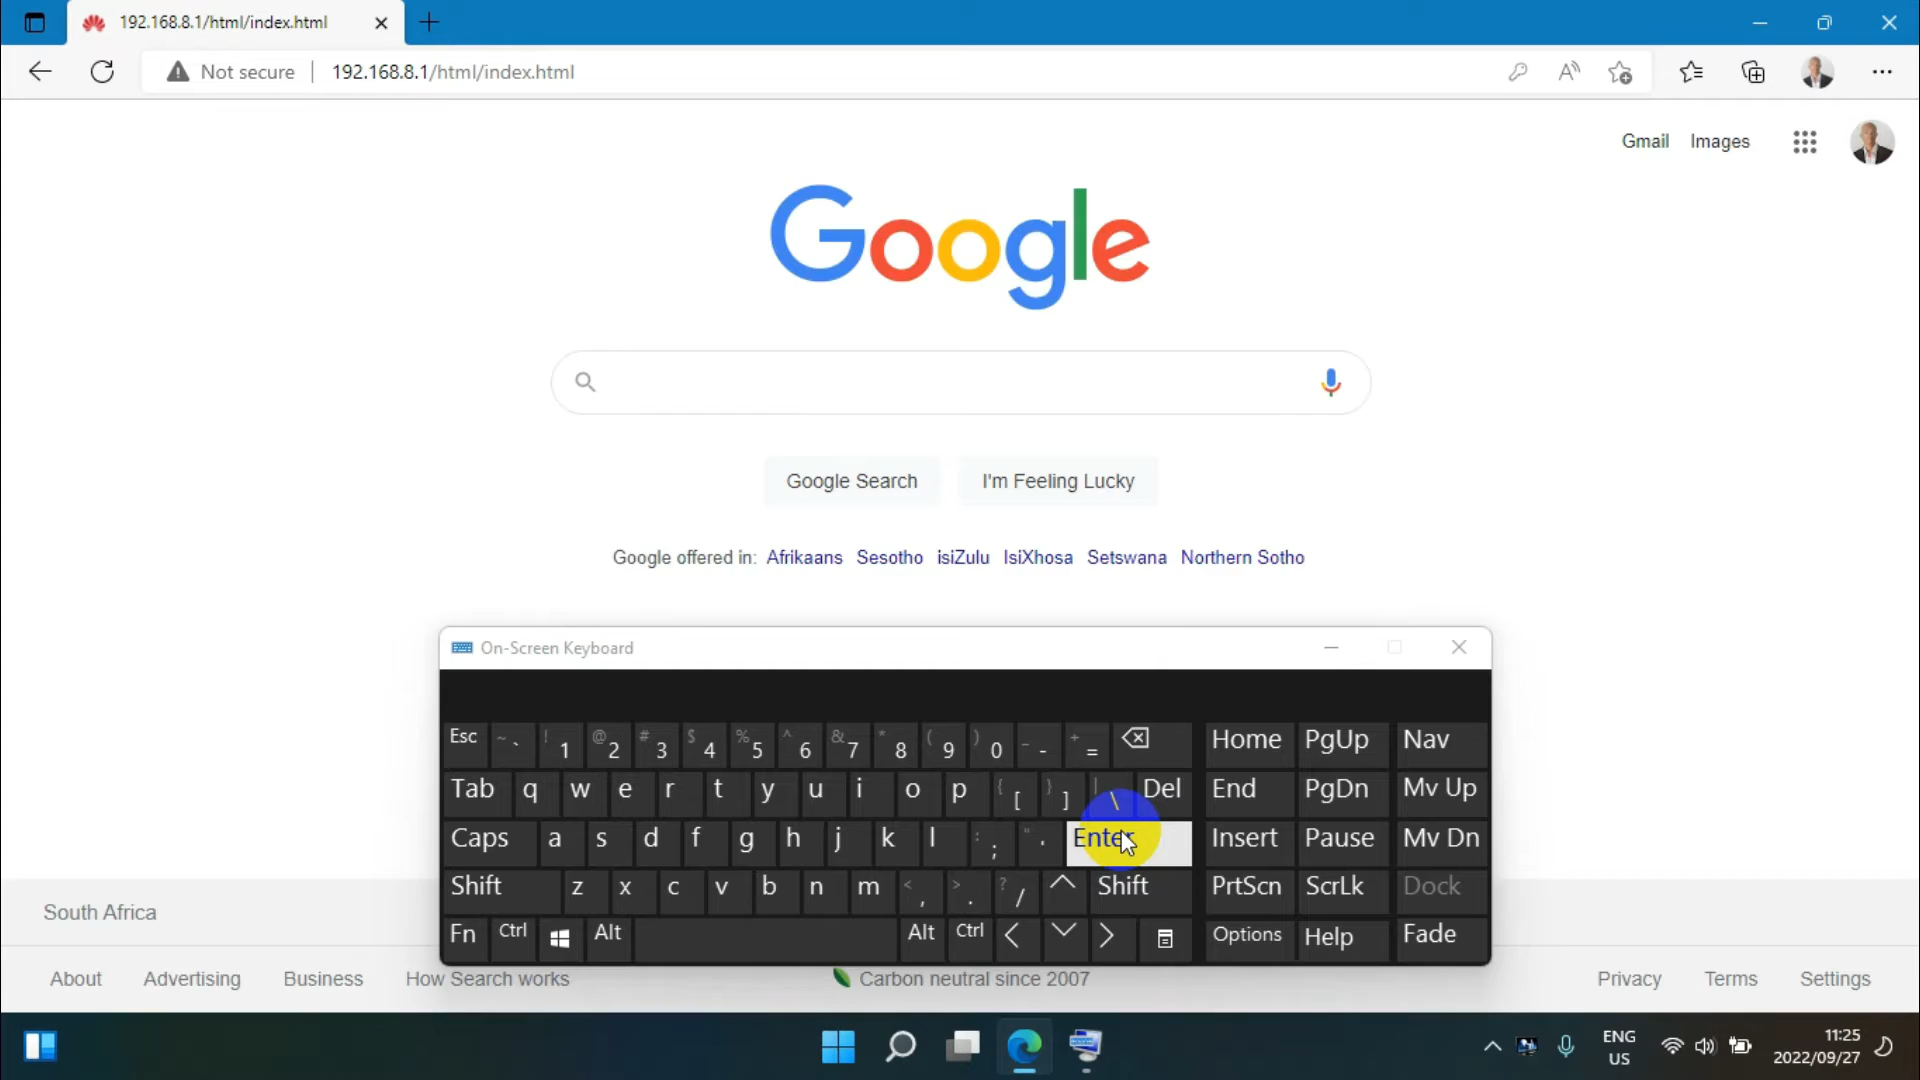 192.168.8.1/html/index.html
Not secure 192.168.8.1/html/index.html
Gmail Images
Google
Google Search I'm Feeling Lucky
Google offered in: Afrikaans Sesotho isiZulu IsiXhosa Setswana Northern Sotho
On-Screen Keyboard
Esc ~ ` ! 1 @ 2 # 3 $ 4 % 5 ^ 6 & 7 * 8 ( 9 ) 0 _ - + = Home PgUp Nav
Tab q w e r t y u i o p { [ } ] | \ Del End PgDn Mv Up
Caps a s d f g h j k l : ; " ' Enter Insert Pause Mv Dn
Shift z x c v b n m < , > . ? / Shift PrtScn ScrLk Dock
Fn Ctrl Alt Alt Ctrl Options Help Fade
South Africa
About Advertising Business How Search works Carbon neutral since 2007 Privacy Terms Settings
ENG 11:25
US 2022/09/27